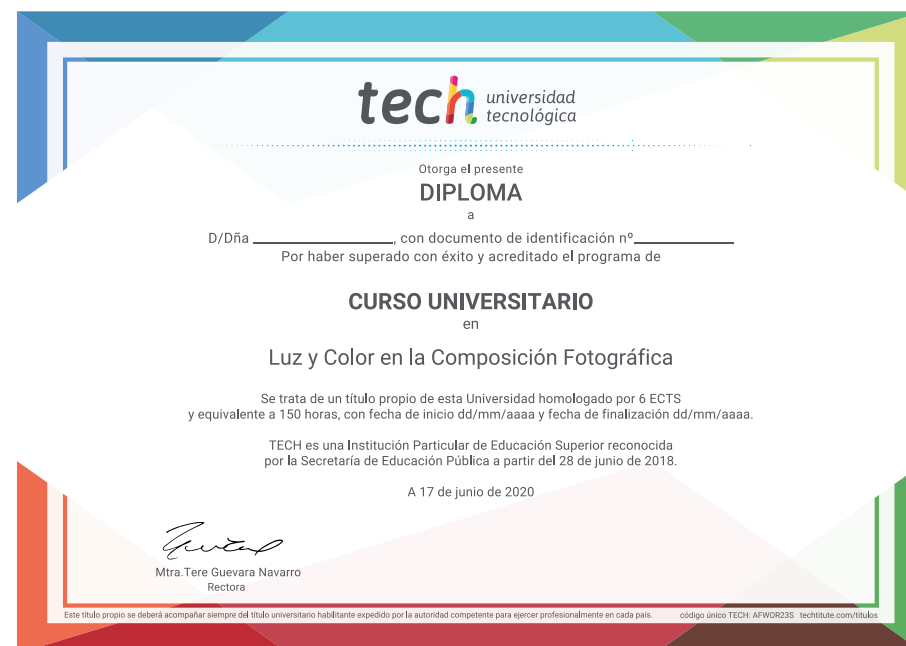 tech universidad
tecnológica
Otorga el presente
DIPLOMA
a
D/Dña ____________________, con documento de identificación nº______________
Por haber superado con éxito y acreditado el programa de
CURSO UNIVERSITARIO
en
Luz y Color en la Composición Fotográfica
Se trata de un título propio de esta Universidad homologado por 6 ECTS
y equivalente a 150 horas, con fecha de inicio dd/mm/aaaa y fecha de finalización dd/mm/aaaa.
TECH es una Institución Particular de Educación Superior reconocida
por la Secretaría de Educación Pública a partir del 28 de junio de 2018.
A 17 de junio de 2020
Mtra.Tere Guevara Navarro
Rectora
Este título propio se deberá acompañar siempre del título universitario habilitante expedido por la autoridad competente para ejercer profesionalmente en cada país. código único TECH: AFWOR23S techtitute.com/titulos